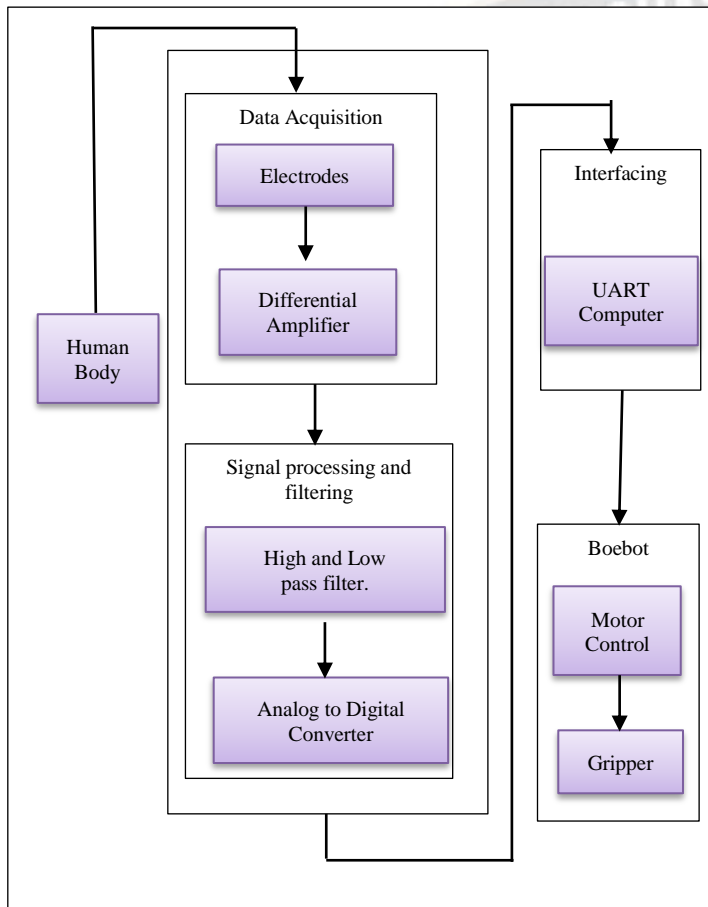 Human
Body
Data Acquisition
Electrodes
Differential
Amplifier
Signal processing and
filtering
High and Low
pass filter.
Analog to Digital
Converter
Interfacing
UART
Computer
Boebot
Motor
Control
Gripper